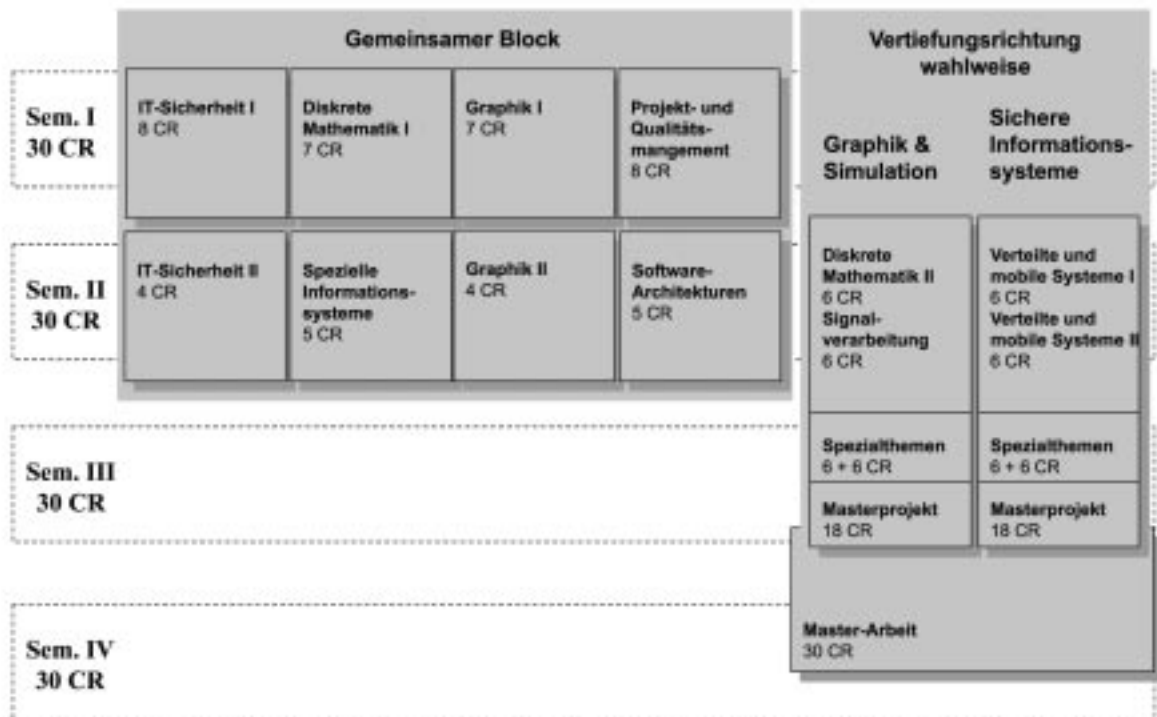 Gemeinsamer Block
Vertiefungsrichtung
wahlweise
Sem. I
30 CR
IT-Sicherheit I
8 CR
Diskrete
Mathematik I
7 CR
Graphik I
7 CR
Projekt- und
Qualitäts-
mangement
8 CR
Graphik &
Simulation
Sichere
Informations-
systeme
Sem. II
30 CR
IT-Sicherheit II
4 CR
Spezielle
Informations-
systeme
5 CR
Graphik II
4 CR
Software-
Architekturen
5 CR
Diskrete
Mathematik II
6 CR
Signal-
verarbeitung
6 CR
Verteilte und
mobile Systeme I
6 CR
Verteilte und
mobile Systeme II
6 CR
Sem. III
30 CR
Spezialthemen
6 + 6 CR
Spezialthemen
6 + 6 CR
Masterprojekt
18 CR
Masterprojekt
18 CR
Sem. IV
30 CR
Master-Arbeit
30 CR